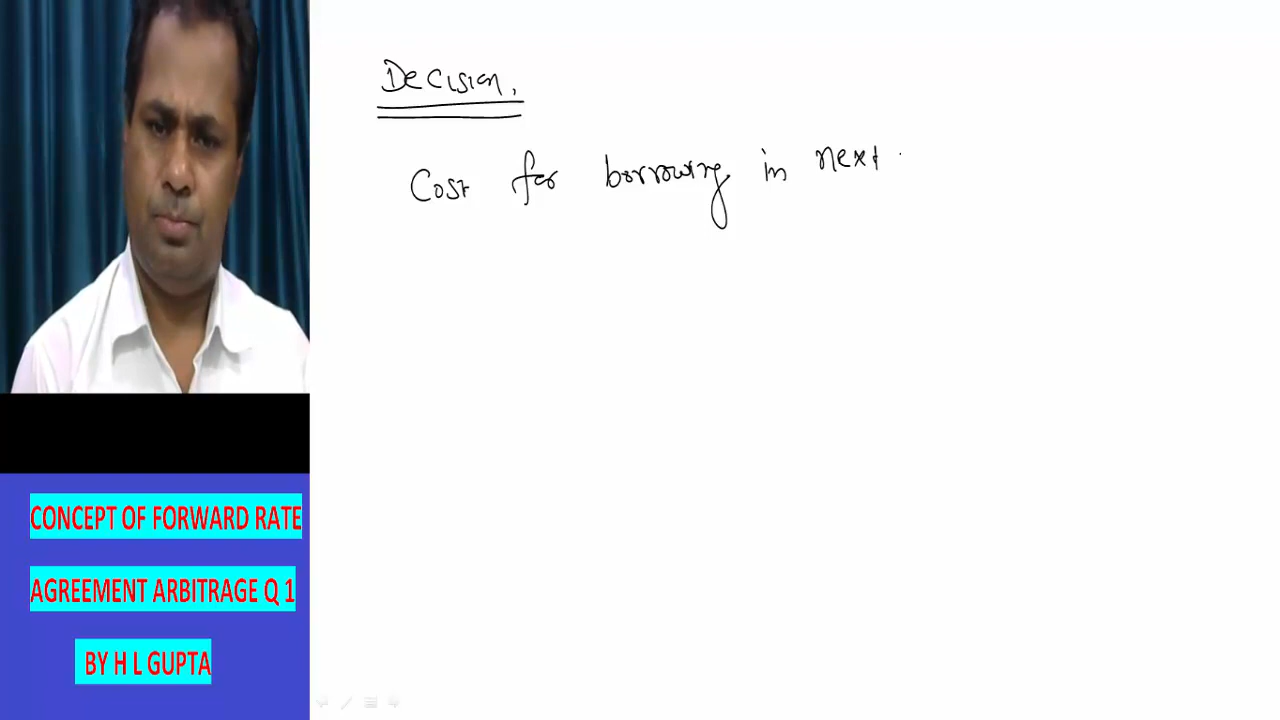 Decision.
Cost for borrowing in next
CONCEPT OF FORWARD RATE
AGREEMENT ARBITRAGE Q 1
BY H L GUPTA